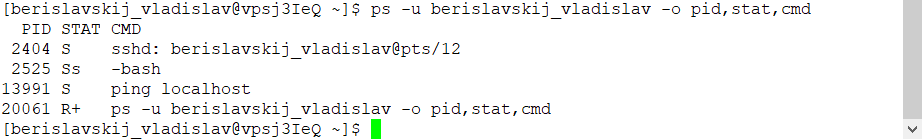 [berislavskij_vladislav@vpsj3IeQ ~]$ ps -u berislavskij_vladislav -o pid,stat,cmd
  PID STAT CMD
 2404 S    sshd: berislavskij_vladislav@pts/12
 2525 Ss   -bash
13991 S    ping localhost
20061 R+   ps -u berislavskij_vladislav -o pid,stat,cmd
[berislavskij_vladislav@vpsj3IeQ ~]$